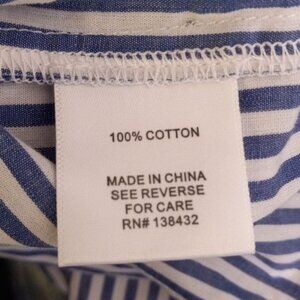 100% COTTON
MADE IN CHINA
SEE REVERSE
FOR CARE
RN# 138432